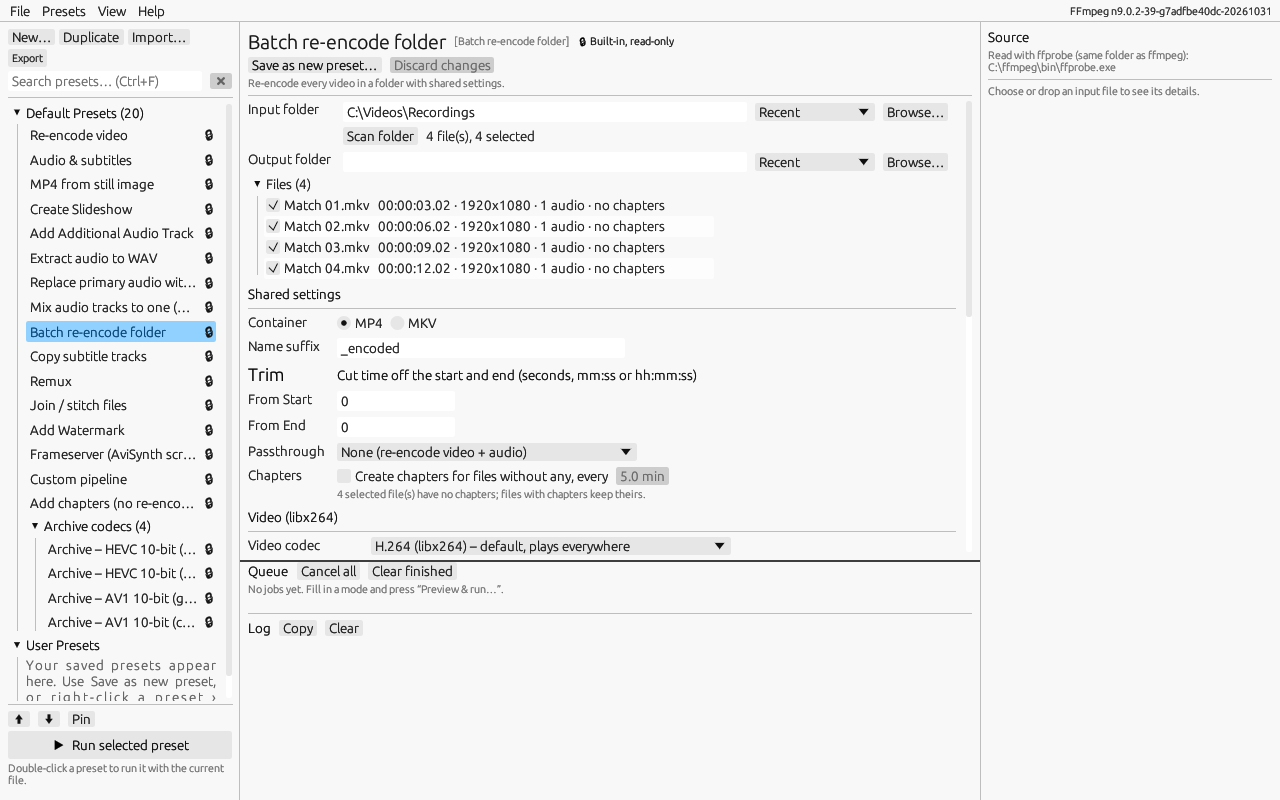 File Presets View Help
FFmpeg n9.0.2-39-g7adfbe40dc-20261031
New... Duplicate Import...
Export
Search presets... (Ctrl+F)
Default Presets (20)
Re-encode video
Audio & subtitles
MP4 from still image
Create Slideshow
Add Additional Audio Track
Extract audio to WAV
Replace primary audio wit...
Mix audio tracks to one (...
Batch re-encode folder
Copy subtitle tracks
Remux
Join / stitch files
Add Watermark
Frameserver (AviSynth scr...
Custom pipeline
Add chapters (no re-enco...
Archive codecs (4)
Archive – HEVC 10-bit (...
Archive – HEVC 10-bit (...
Archive – AV1 10-bit (g...
Archive – AV1 10-bit (c...
User Presets
Your saved presets appear
here. Use Save as new preset,
or right-click a preset ›
Pin
Run selected preset
Double-click a preset to run it with the current
file.
Batch re-encode folder [Batch re-encode folder] Built-in, read-only
Save as new preset... Discard changes
Re-encode every video in a folder with shared settings.
Input folder C:\Videos\Recordings Recent Browse...
Scan folder 4 file(s), 4 selected
Output folder Recent Browse...
Files (4)
Match 01.mkv 00:00:03.02 · 1920x1080 · 1 audio · no chapters
Match 02.mkv 00:00:06.02 · 1920x1080 · 1 audio · no chapters
Match 03.mkv 00:00:09.02 · 1920x1080 · 1 audio · no chapters
Match 04.mkv 00:00:12.02 · 1920x1080 · 1 audio · no chapters
Shared settings
Container MP4 MKV
Name suffix _encoded
Trim Cut time off the start and end (seconds, mm:ss or hh:mm:ss)
From Start 0
From End 0
Passthrough None (re-encode video + audio)
Chapters Create chapters for files without any, every 5.0 min
4 selected file(s) have no chapters; files with chapters keep theirs.
Video (libx264)
Video codec H.264 (libx264) – default, plays everywhere
Queue Cancel all Clear finished
No jobs yet. Fill in a mode and press "Preview & run...".
Log Copy Clear
Source
Read with ffprobe (same folder as ffmpeg):
C:\ffmpeg\bin\ffprobe.exe
Choose or drop an input file to see its details.